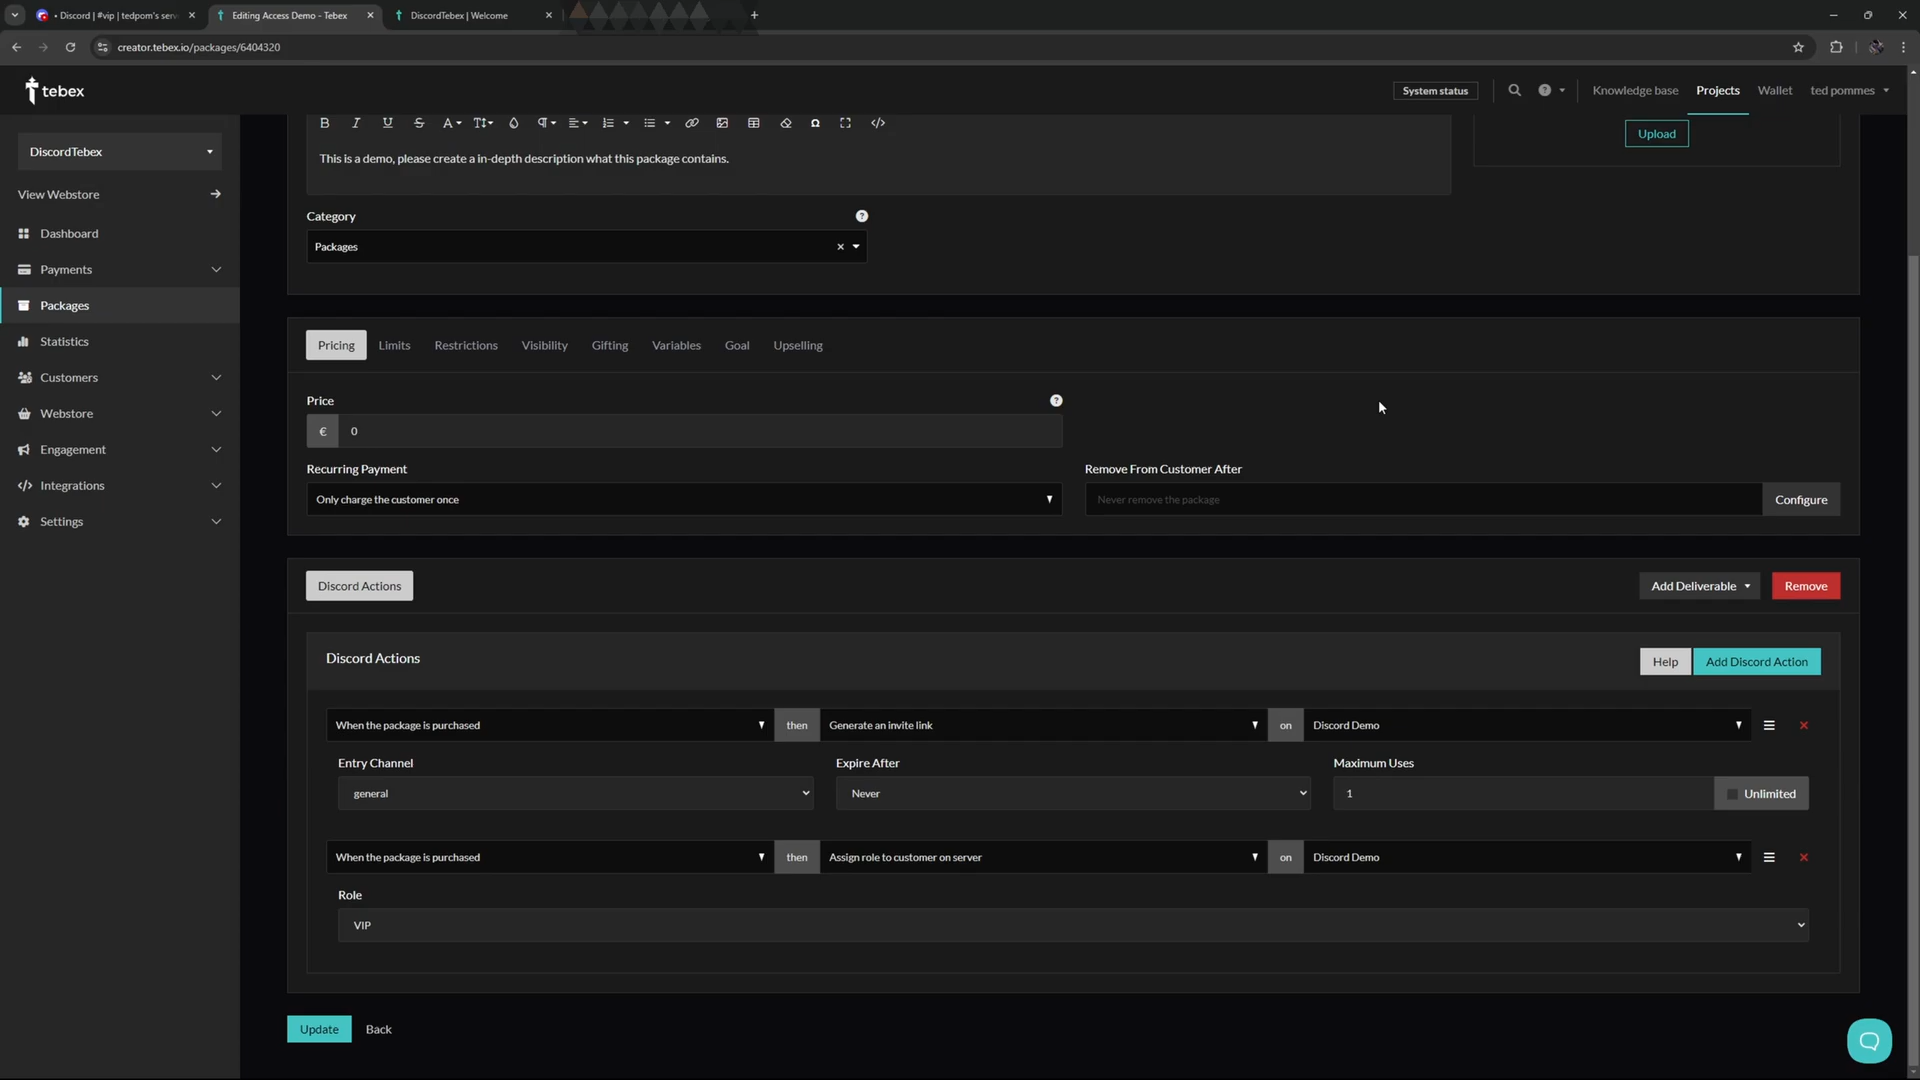 • Discord | #vip | tedpom's serv
Editing Access Demo - Tebex
DiscordTebex | Welcome
creator.tebex.io/packages/6404320
tebex
System status
Knowledge base
Projects
Wallet
ted pommes
DiscordTebex
View Webstore
Dashboard
Payments
Packages
Statistics
Customers
Webstore
Engagement
Integrations
Settings
Upload
This is a demo, please create a in-depth description what this package contains.
Category
Packages
Pricing
Limits
Restrictions
Visibility
Gifting
Variables
Goal
Upselling
Price
€ 0
Recurring Payment
Remove From Customer After
Only charge the customer once
Never remove the package
Configure
Discord Actions
Add Deliverable
Remove
Discord Actions
Help
Add Discord Action
When the package is purchased then Generate an invite link on Discord Demo
Entry Channel
Expire After
Maximum Uses
general
Never
1
Unlimited
When the package is purchased then Assign role to customer on server on Discord Demo
Role
VIP
Update
Back